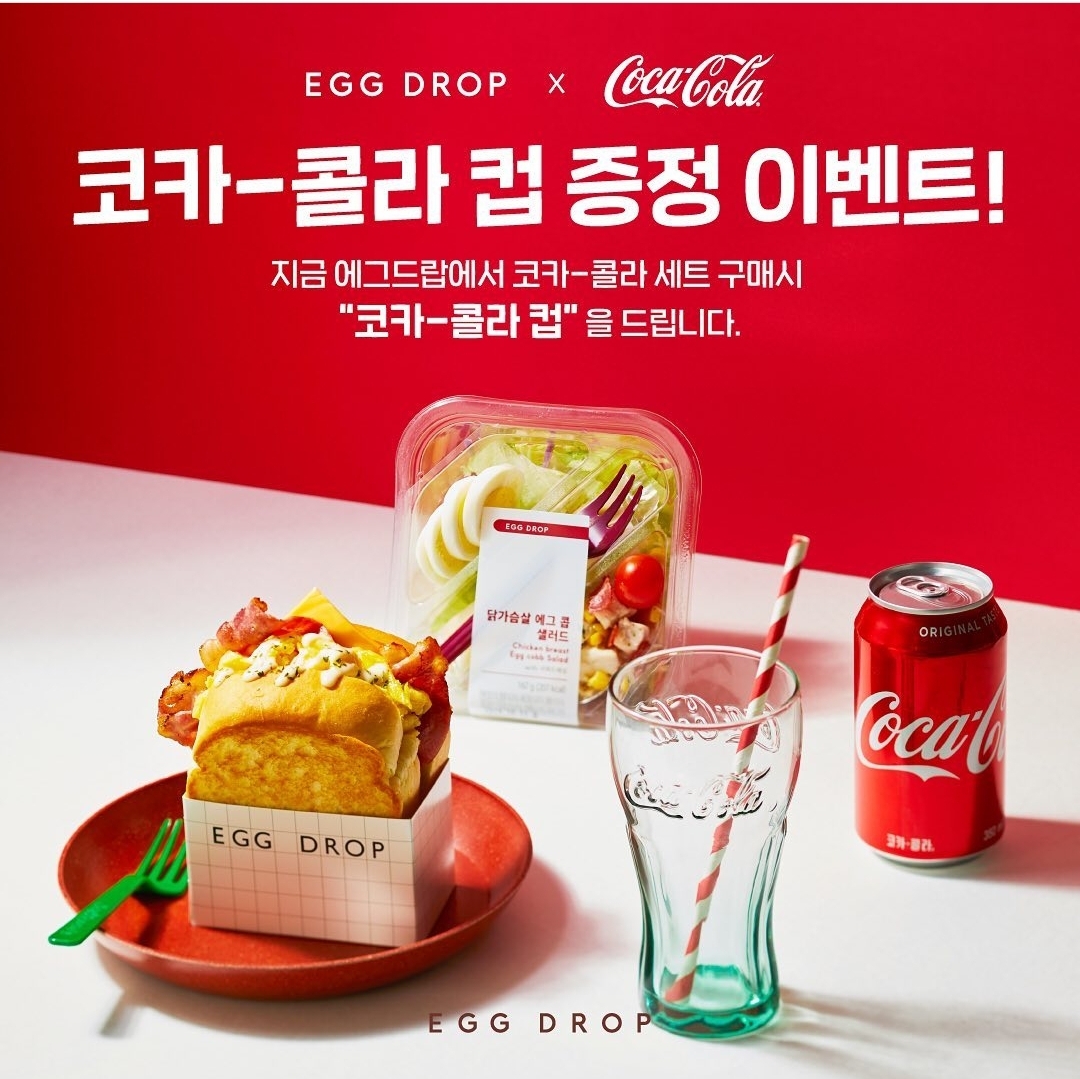 EGG DROP x Coca-Cola
코카-콜라 컵 증정 이벤트!
지금 에그드랍에서 코카-콜라 세트 구매시
"코카-콜라 컵" 을 드립니다.
EGG DROP
닭가슴살 에그 콥
샐러드
Chicken breast
Egg cobb Salad
ORIGINAL
Coca-Cola
Coca-C
코카-콜라.
EGG DROP
EGG DROP